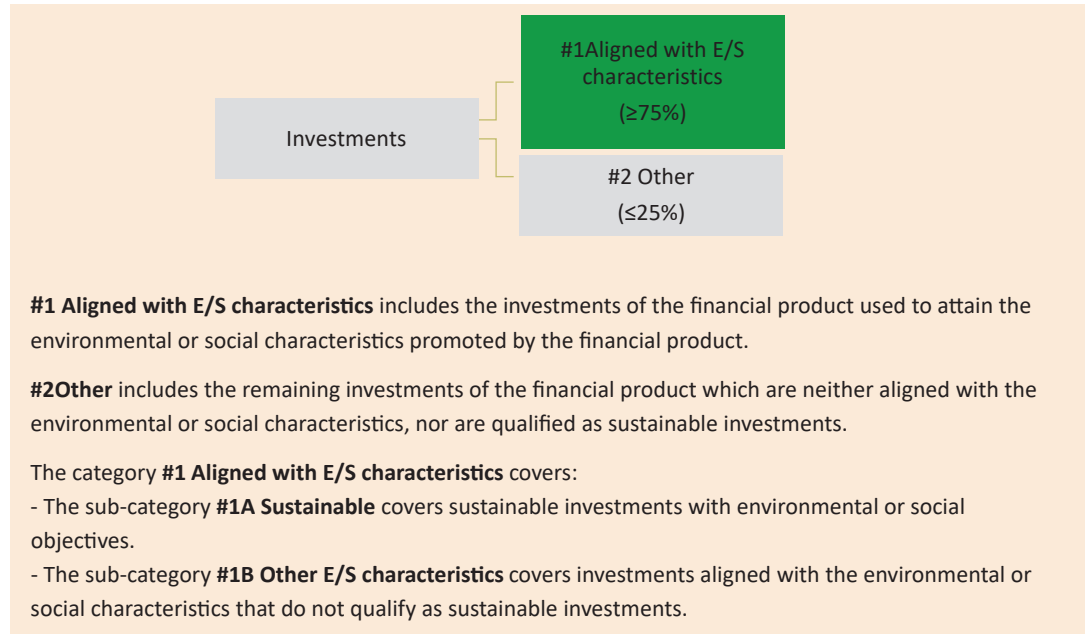 #1Aligned with E/S
characteristics
(≥75%)
Investments
#2 Other
(≤25%)
#1 Aligned with E/S characteristics includes the investments of the financial product used to attain the
environmental or social characteristics promoted by the financial product.
#2Other includes the remaining investments of the financial product which are neither aligned with the
environmental or social characteristics, nor are qualified as sustainable investments.
The category #1 Aligned with E/S characteristics covers:
- The sub-category #1A Sustainable covers sustainable investments with environmental or social
objectives.
- The sub-category #1B Other E/S characteristics covers investments aligned with the environmental or
social characteristics that do not qualify as sustainable investments.